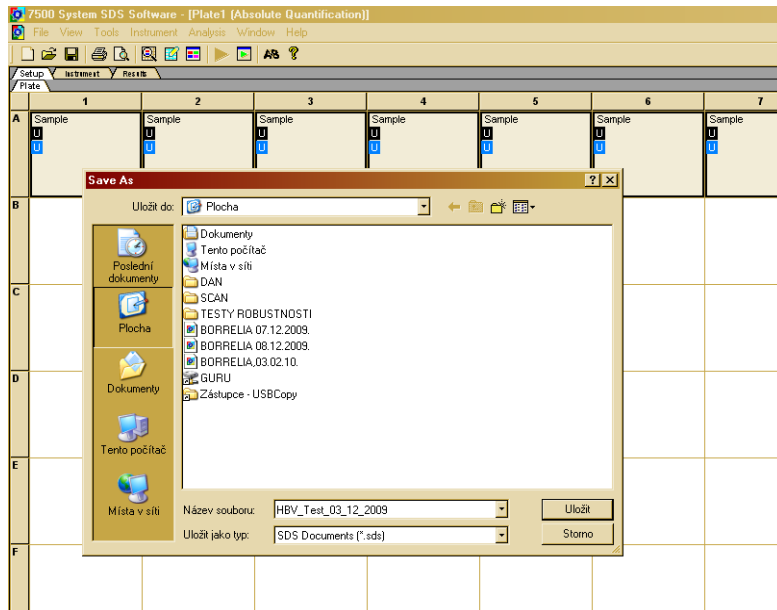 7500 System SDS Software - [Plate1 (Absolute Quantification)]
File View Tools Instrument Analysis Window Help
Setup Instrument Results
Plate
1 2 3 4 5 6 7
A Sample Sample Sample Sample Sample Sample Sample
U U U U U U U
U U U U U U U
Save As
Uložit do: Plocha
Poslední dokumenty
Plocha
Dokumenty
Tento počítač
Místa v síti
Dokumenty
Tento počítač
Místa v síti
DAN
SCAN
TESTY ROBUSTNOSTI
BORRELIA 07.12.2009.
BORRELIA 08.12.2009.
BORRELIA,03.02.10.
GURU
Zástupce - USBCopy
Název souboru: HBV_Test_03_12_2009 Uložit
Uložit jako typ: SDS Documents (*.sds) Storno
B
C
D
E
F